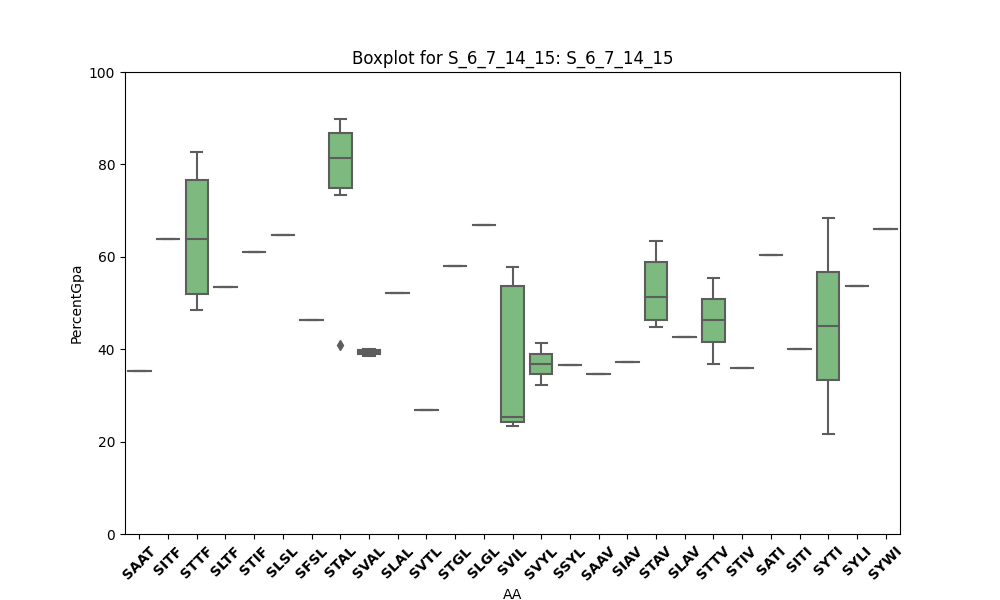 Boxplot for S_6_7_14_15: S_6_7_14_15
PercentGpa
100
80
60
40
20
0
SAAT SITF STTF SLTF STIF SLSL SFSL STAL SVAL SLAL SVTL STGL SLGL SVIL SVYL SSYL SAAV SIAV STAV SLAV STTV STIV SATI SITI SYTI SYLI SYWI
AA